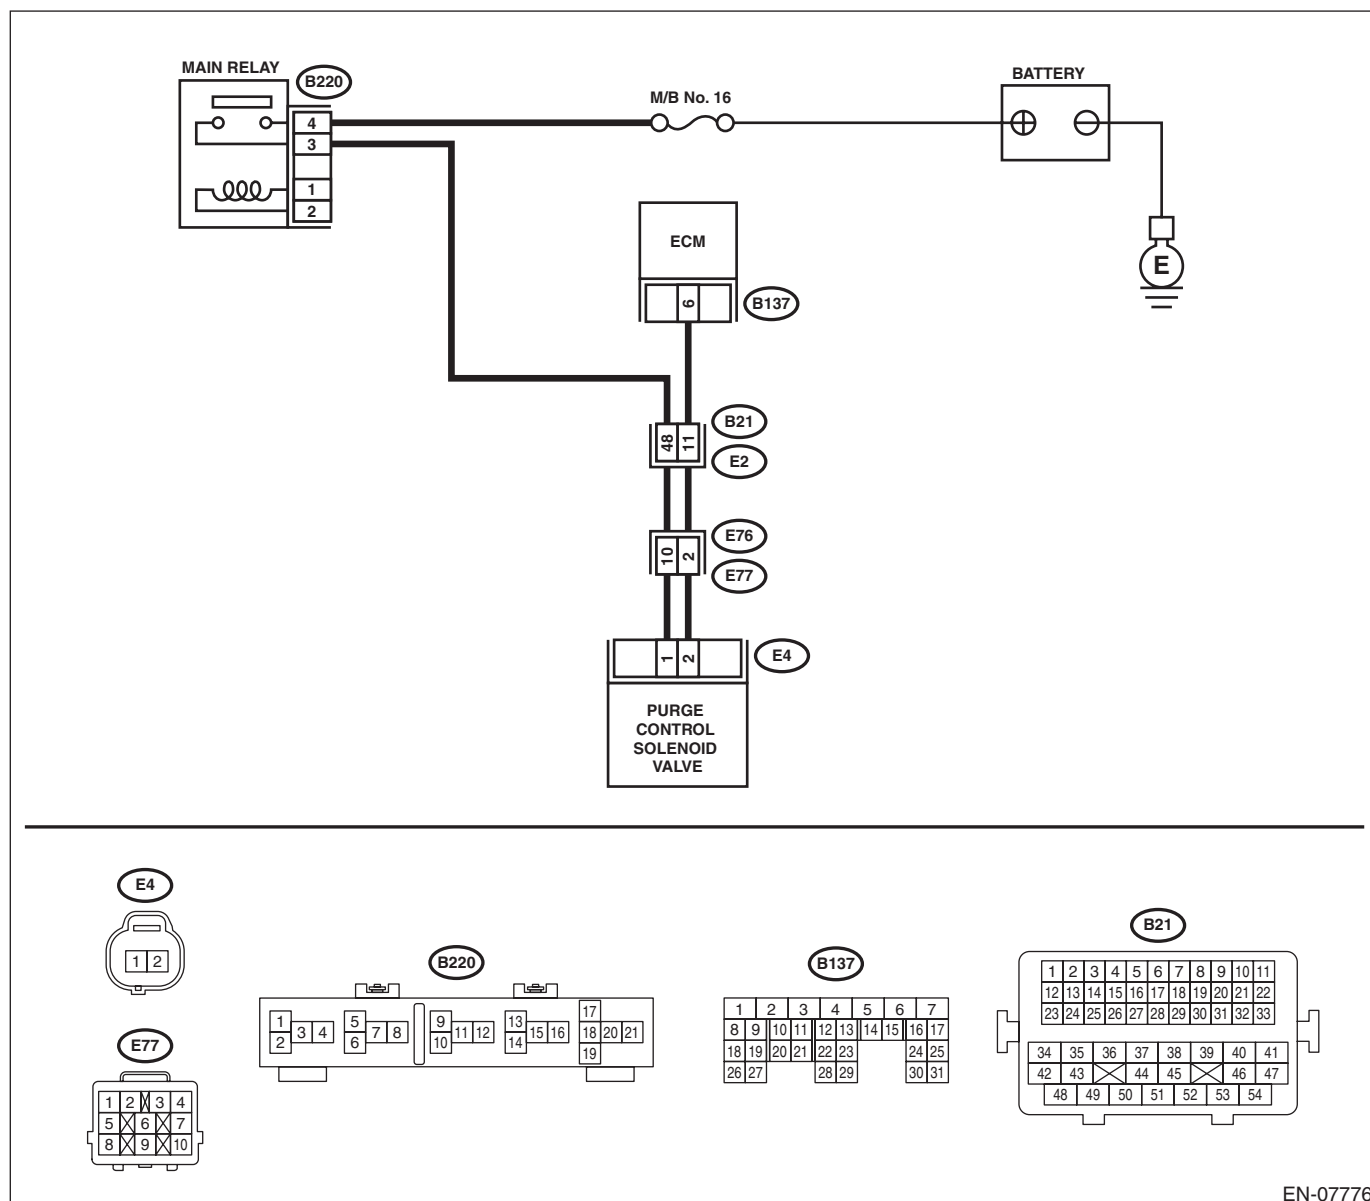 MAIN RELAY
B220
BATTERY
M/B No. 16
4
3
1
2
E
ECM
6
B137
B21
48 11
E2
E76
10 2
E77
1 2
E4
PURGE
CONTROL
SOLENOID
VALVE
E4
1 2
E77
1 2 3 4
5 6 7
8 9 10
B220
1 5 9 13 17
3 4 7 8 11 12 15 16 18 20 21
2 6 10 14 19
B137
1 2 3 4 5 6 7
8 9 10 11 12 13 14 15 16 17
18 19 20 21 22 23 24 25
26 27 28 29 30 31
B21
1 2 3 4 5 6 7 8 9 10 11
12 13 14 15 16 17 18 19 20 21 22
23 24 25 26 27 28 29 30 31 32 33
34 35 36 37 38 39 40 41
42 43 44 45 46 47
48 49 50 51 52 53 54
EN-07776